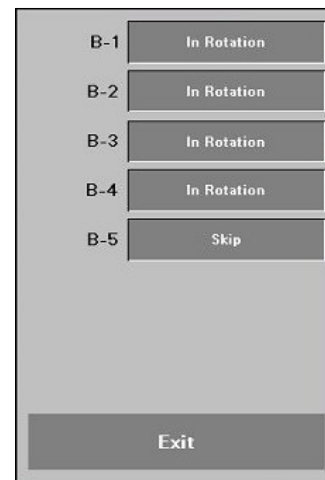 B-1 In Rotation
B-2 In Rotation
B-3 In Rotation
B-4 In Rotation
B-5 Skip
Exit